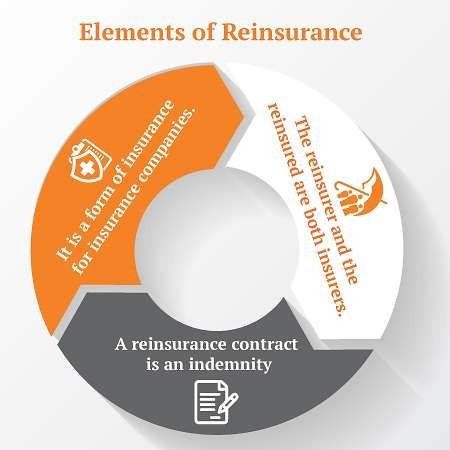 Elements of Reinsurance
It is a form of insurance
for insurance companies.
The reinsurer and the
reinsured are both insurers.
A reinsurance contract
is an indemnity